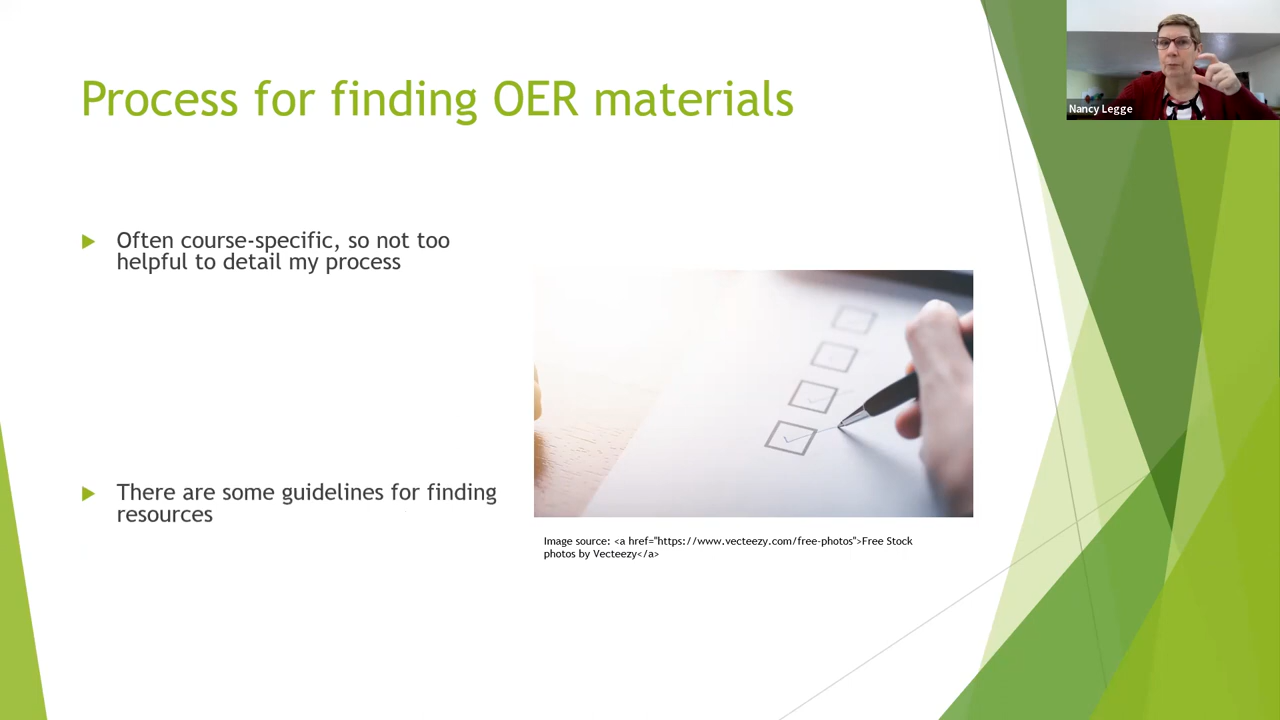 Process for finding OER materials
Nancy Legge
Often course-specific, so not too
helpful to detail my process
There are some guidelines for finding
resources
Image source: <a href="https://www.vecteezy.com/free-photos">Free Stock
photos by Vecteezy</a>